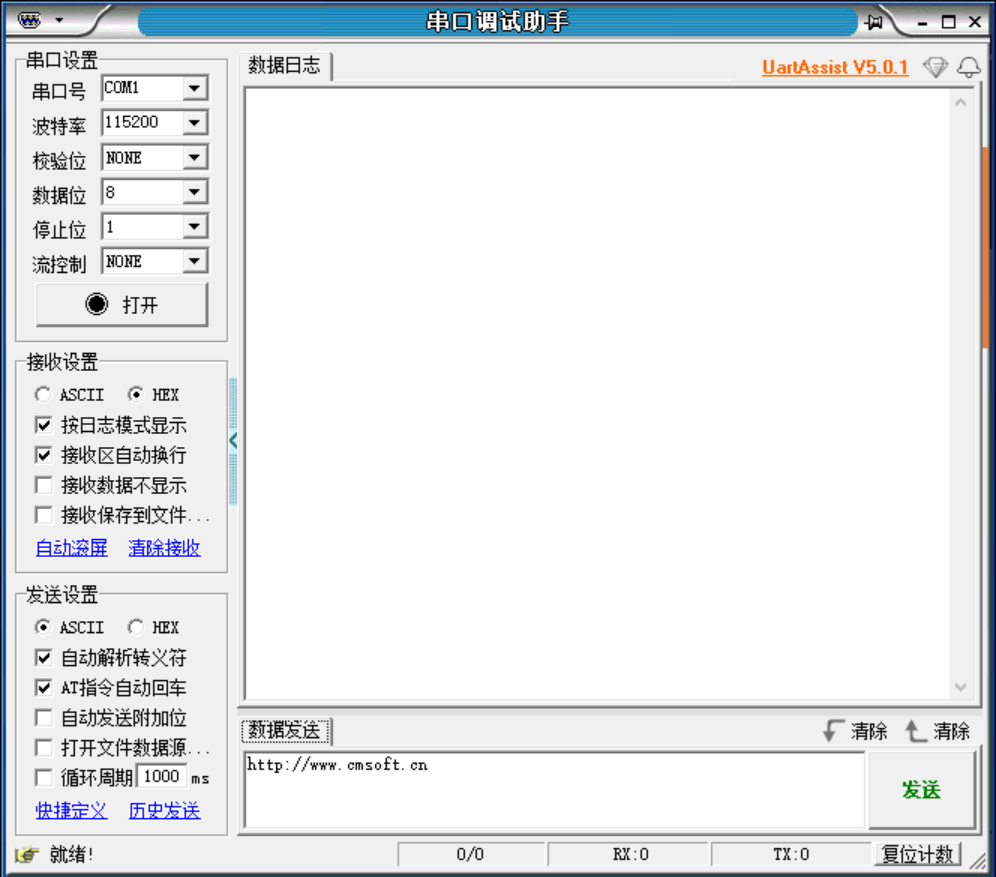 串口调试助手
串口设置
串口号 COM1
波特率 115200
校验位 NONE
数据位 8
停止位 1
流控制 NONE
打开
接收设置
ASCII HEX
按日志模式显示
接收区自动换行
接收数据不显示
接收保存到文件...
自动滚屏 清除接收
发送设置
ASCII HEX
自动解析转义符
AT指令自动回车
自动发送附加位
打开文件数据源...
循环周期 1000 ms
快捷定义 历史发送
数据日志 UartAssist V5.0.1
数据发送 清除 清除
http://www.cmsoft.cn
发送
就绪! 0/0 RX:0 TX:0 复位计数